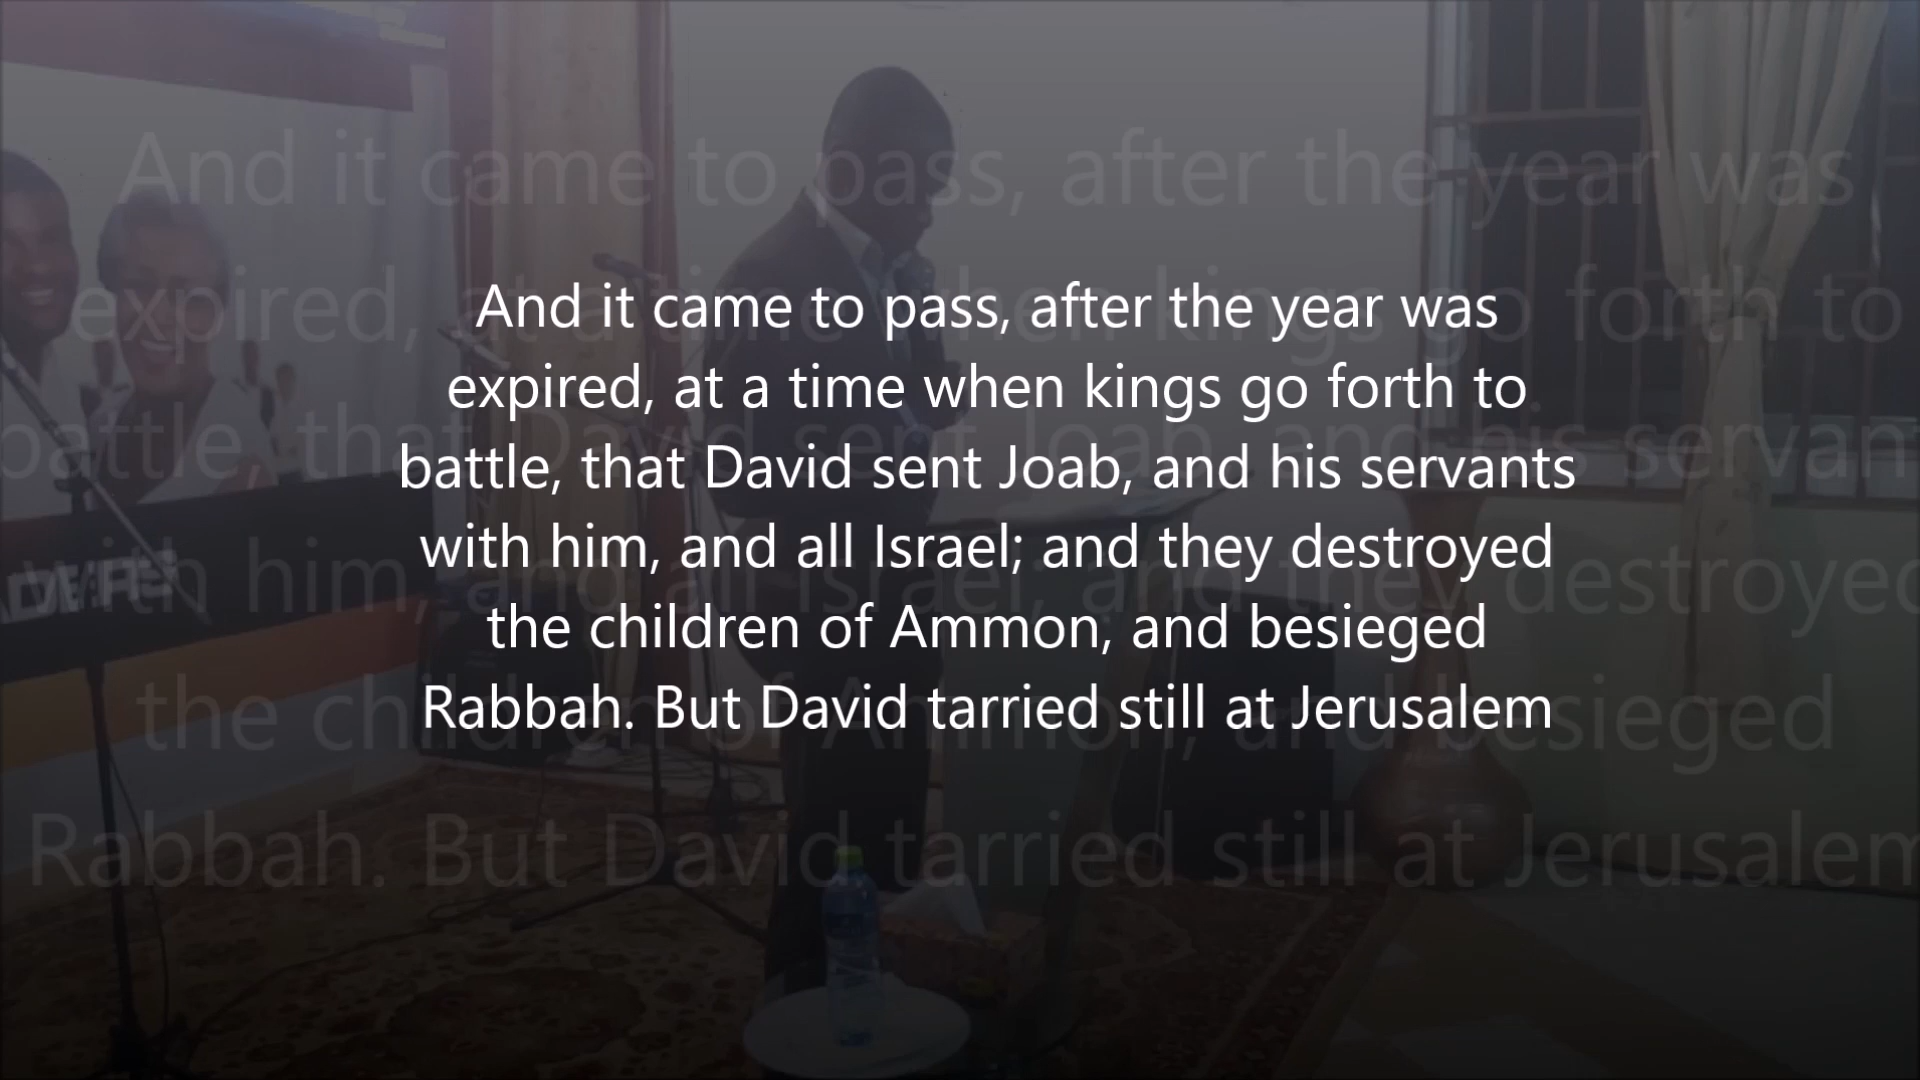 And it came to pass, after the year was
expired, at a time when kings go forth to
battle, that David sent Joab, and his servants
with him, and all Israel; and they destroyed
the children of Ammon, and besieged
Rabbah. But David tarried still at Jerusalem